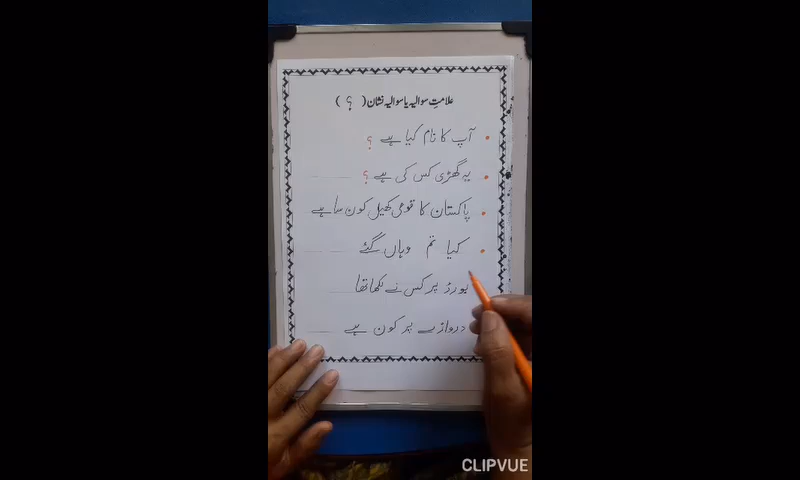 علامتِ سوالیہ یا سوالیہ نشان ( ؟ )
آپ کا نام کیا ہے ؟
یہ گھڑی کس کی ہے ؟
پاکستان کا قومی کھیل کون سا ہے
کیا تم وہاں گئے
بورڈ پر کس نے لکھا تھا
دروازے پر کون ہے
CLIPVUE